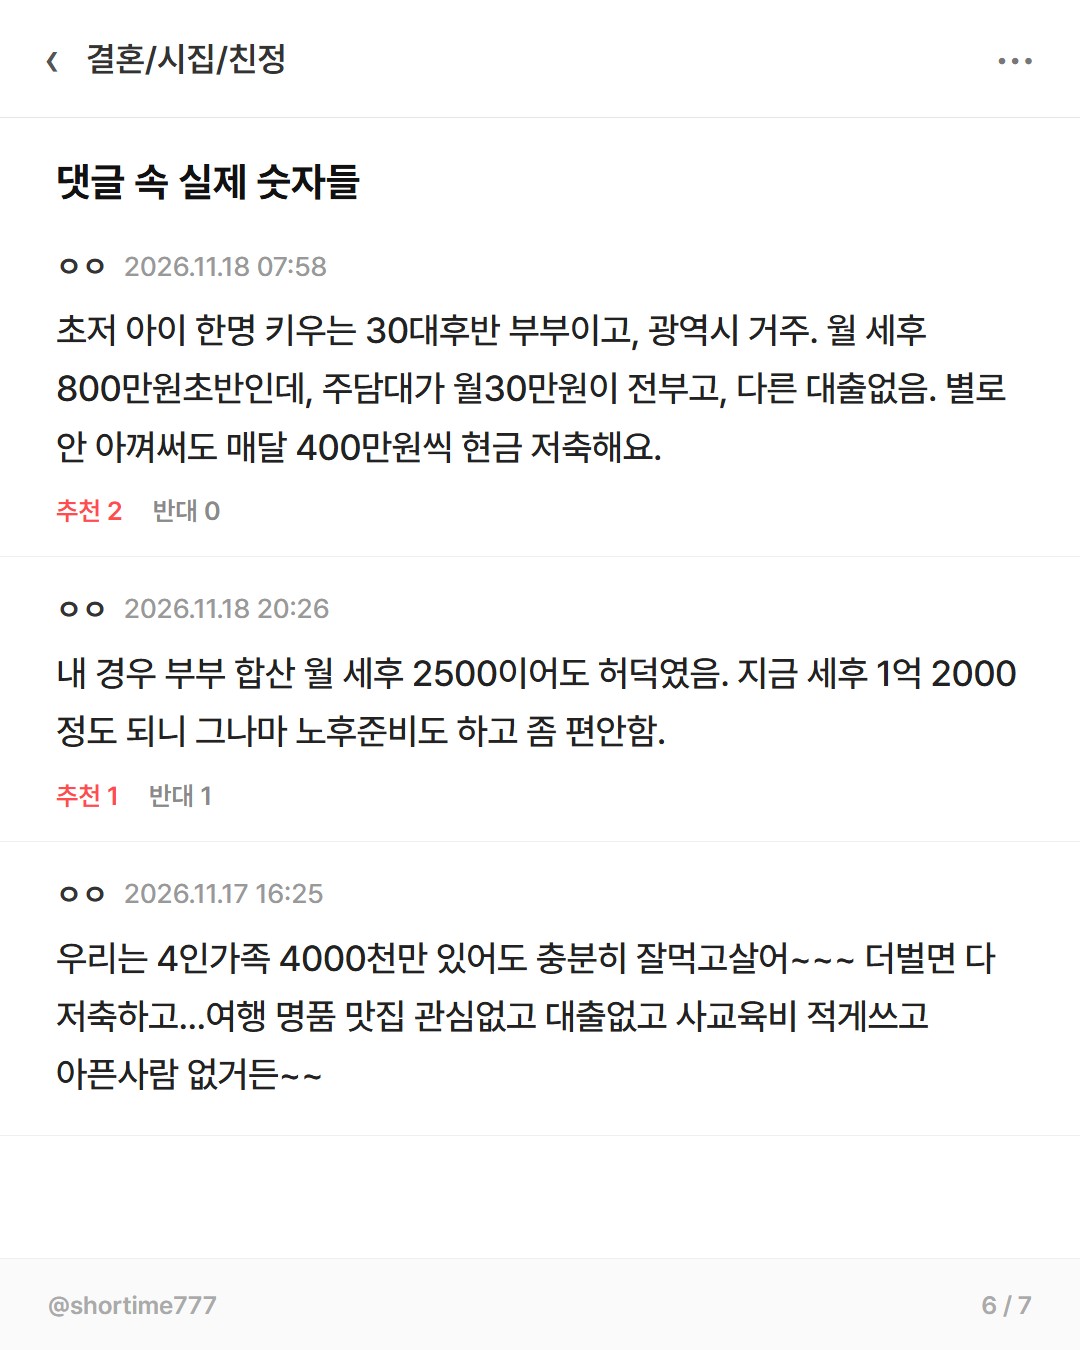 결혼/시집/친정
댓글 속 실제 숫자들
ㅇㅇ 2026.11.18 07:58
초저 아이 한명 키우는 30대후반 부부이고, 광역시 거주. 월 세후
800만원초반인데, 주담대가 월30만원이 전부고, 다른 대출없음. 별로
안 아껴써도 매달 400만원씩 현금 저축해요.
추천 2 반대 0
ㅇㅇ 2026.11.18 20:26
내 경우 부부 합산 월 세후 2500이어도 허덕였음. 지금 세후 1억 2000
정도 되니 그나마 노후준비도 하고 좀 편안함.
추천 1 반대 1
ㅇㅇ 2026.11.17 16:25
우리는 4인가족 4000천만 있어도 충분히 잘먹고살어~~~ 더벌면 다
저축하고...여행 명품 맛집 관심없고 대출없고 사교육비 적게쓰고
아픈사람 없거든~~
@shortime777
6 / 7